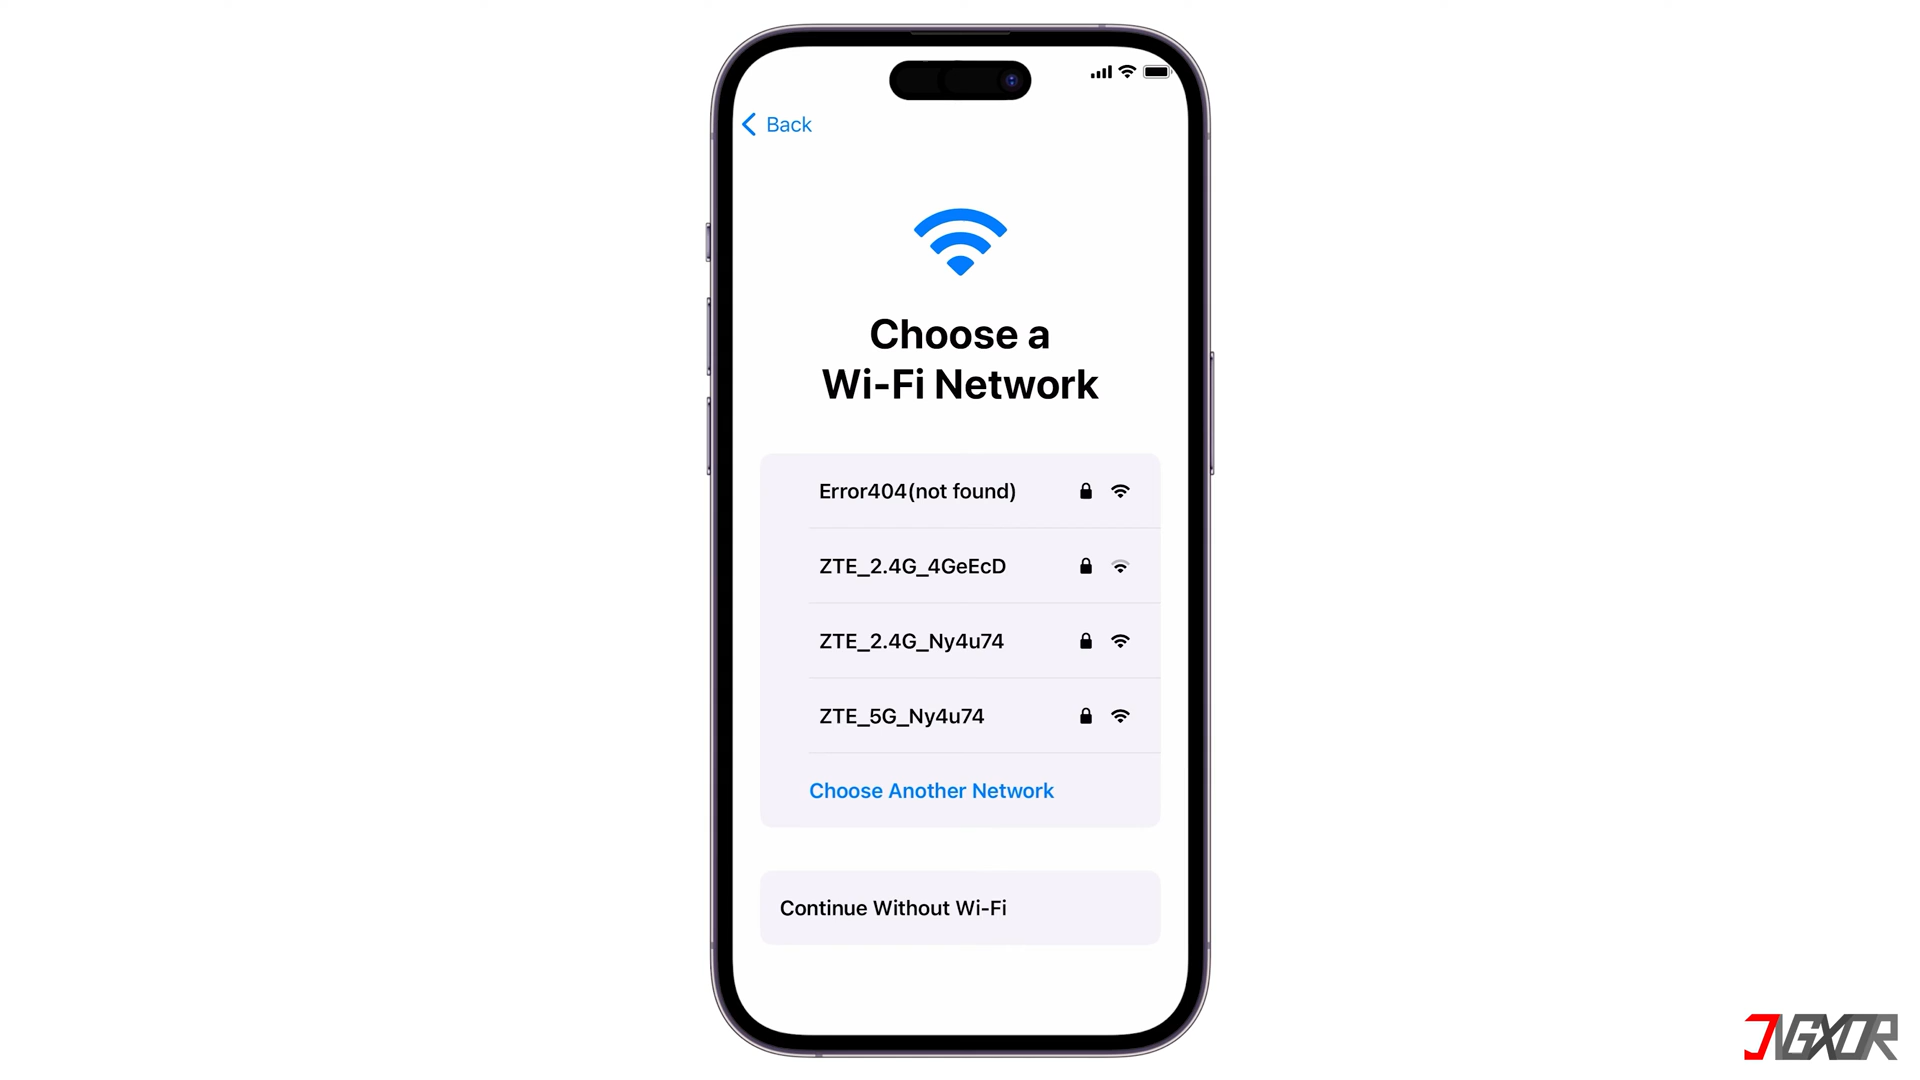 Back
Choose a
Wi-Fi Network
Error404(not found)
ZTE_2.4G_4GeEcD
ZTE_2.4G_Ny4u74
ZTE_5G_Ny4u74
Choose Another Network
Continue Without Wi-Fi
JVGXOR